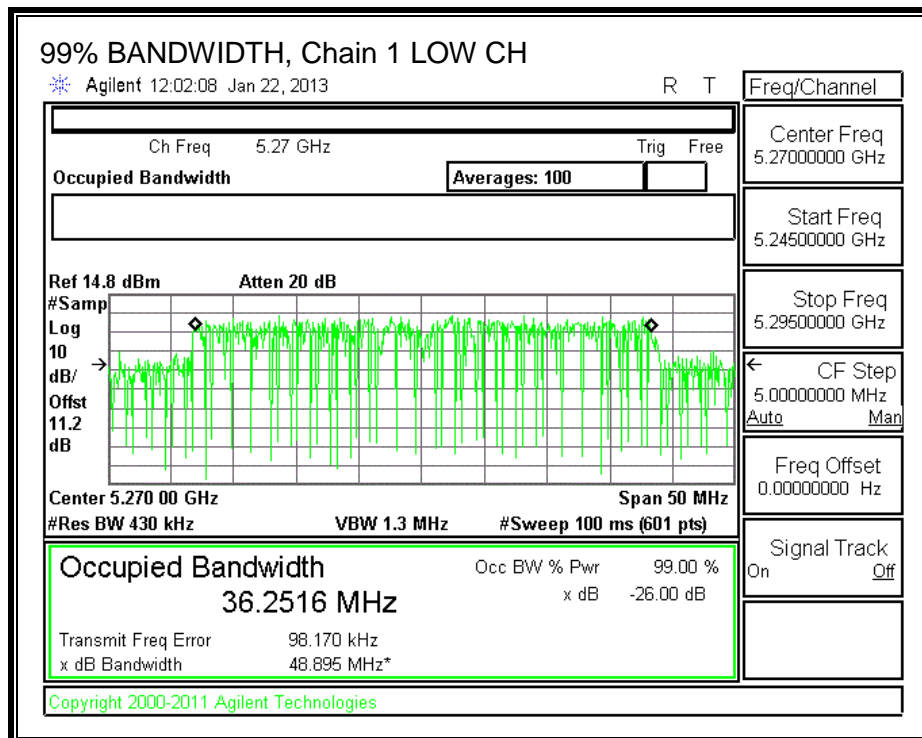 99% BANDWIDTH, Chain 1 LOW CH
Agilent 12:02:08 Jan 22, 2013 R T
Freq/Channel
Ch Freq 5.27 GHz Trig Free
Occupied Bandwidth Averages: 100
Center Freq
5.27000000 GHz
Start Freq
5.24500000 GHz
Stop Freq
5.29500000 GHz
CF Step
5.00000000 MHz
Auto Man
Freq Offset
0.00000000 Hz
Signal Track
On Off
Ref 14.8 dBm Atten 20 dB
#Samp
Log
10
dB/
Offst
11.2
dB
Center 5.270 00 GHz Span 50 MHz
#Res BW 430 kHz VBW 1.3 MHz #Sweep 100 ms (601 pts)
Occupied Bandwidth Occ BW % Pwr 99.00 %
36.2516 MHz x dB -26.00 dB
Transmit Freq Error 98.170 kHz
x dB Bandwidth 48.895 MHz*
Copyright 2000-2011 Agilent Technologies